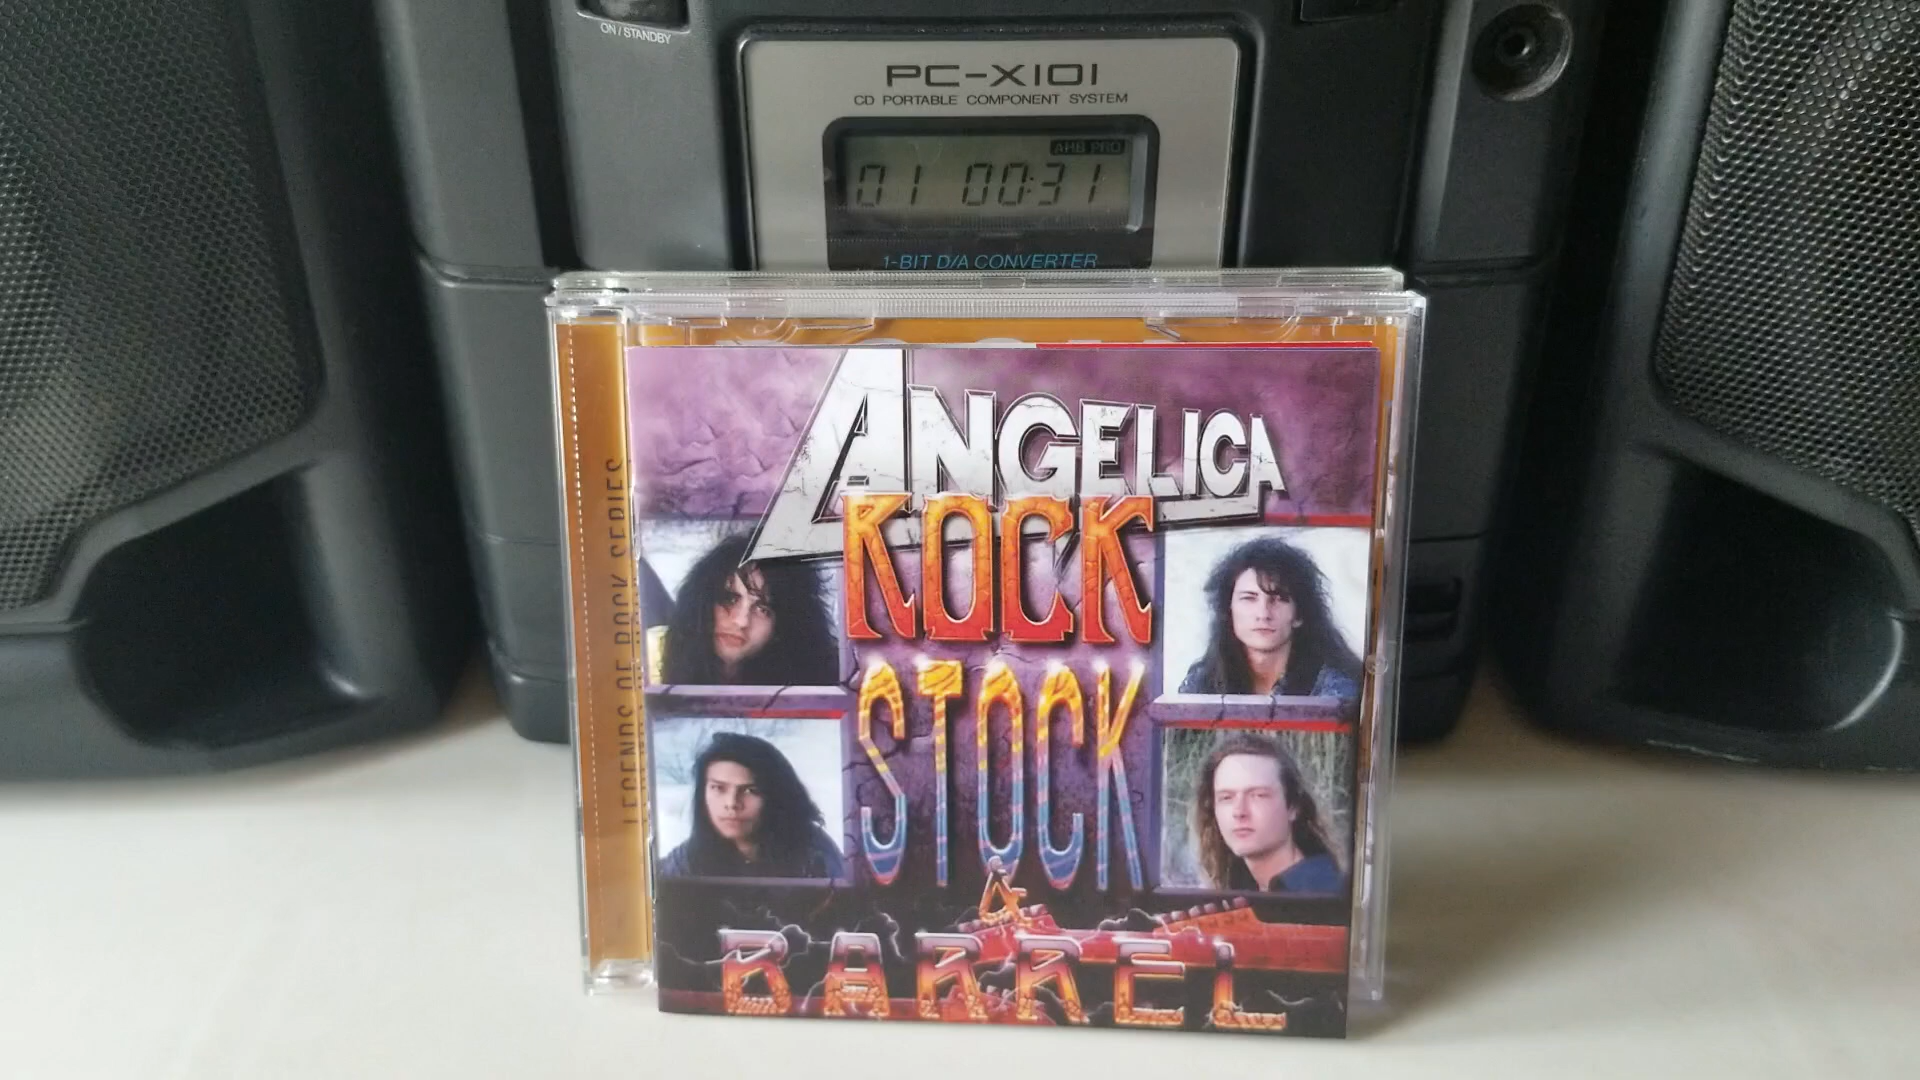 ON / STANDBY
PC-X101
CD PORTABLE COMPONENT SYSTEM
AHB PRO
01 00:31
1-BIT D/A CONVERTER
LEGENDS OF ROCK SERIES
ANGELICA
ROCK
STOCK
&
BARREL